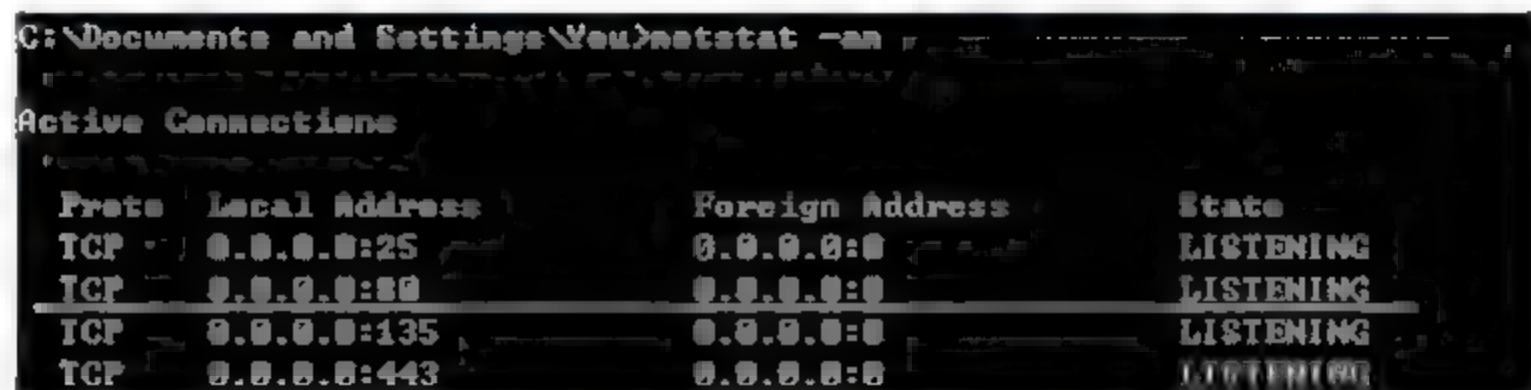 C:\Documents and Settings\You>netstat -an
Active Connections
Proto Local Address Foreign Address State
TCP 0.0.0.0:25 0.0.0.0:0 LISTENING
TCP 0.0.0.0:80 0.0.0.0:0 LISTENING
TCP 0.0.0.0:135 0.0.0.0:0 LISTENING
TCP 0.0.0.0:443 0.0.0.0:0 LISTENING